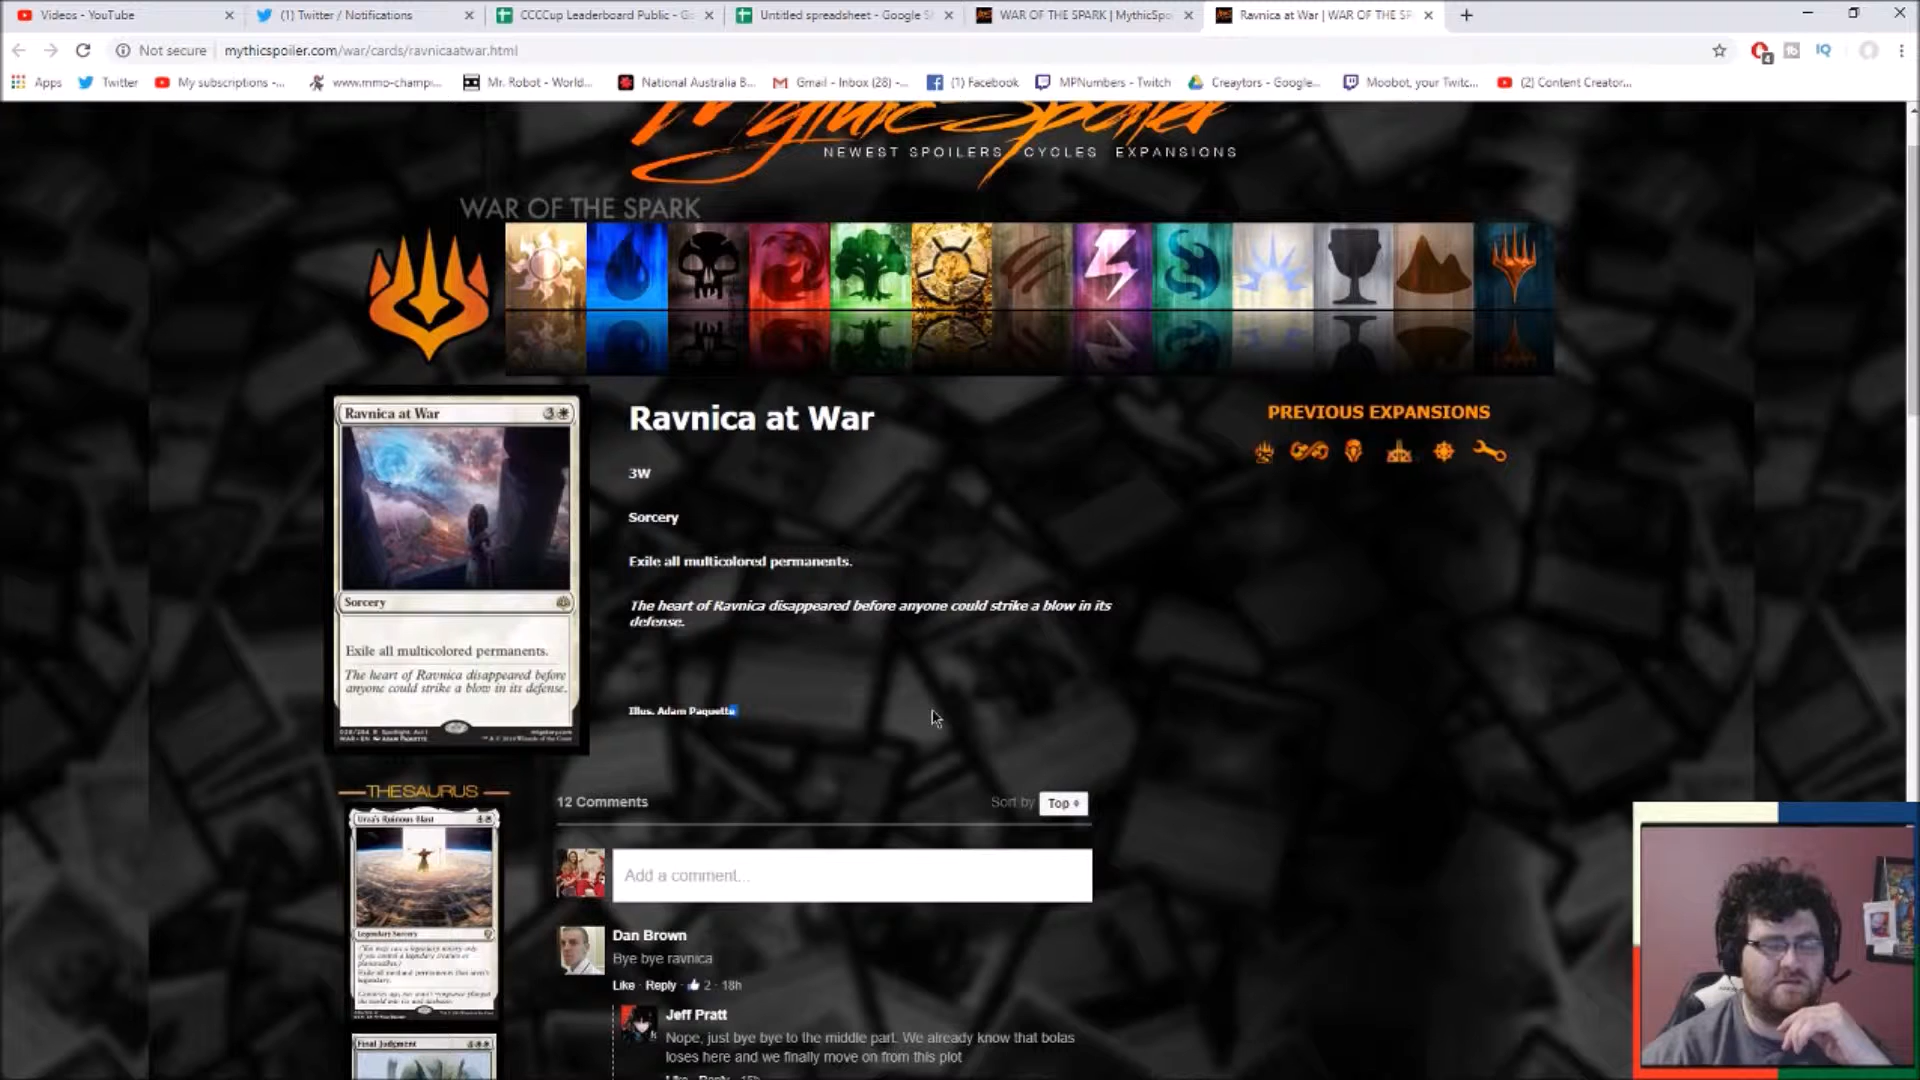 Videos - YouTube
(1) Twitter / Notifications
CCCCup Leaderboard Public - Go
Untitled spreadsheet - Google S
WAR OF THE SPARK | MythicSpo
Ravnica at War | WAR OF THE SP
Not secure
mythicspoiler.com/war/cards/ravnicaatwar.html
Apps
Twitter
My subscriptions -...
www.mmo-champi...
Mr. Robot - World...
National Australia B...
Gmail - Inbox (28) -...
(1) Facebook
MPNumbers - Twitch
Creaytors - Google...
Moobot, your Twitc...
(2) Content Creator...
MythicSpoiler
NEWEST SPOILERS CYCLES EXPANSIONS
WAR OF THE SPARK
Ravnica at War
3
Sorcery
Exile all multicolored permanents.
The heart of Ravnica disappeared before
anyone could strike a blow in its defense.
Ravnica at War
3W
Sorcery
Exile all multicolored permanents.
The heart of Ravnica disappeared before anyone could strike a blow in its
defense.
Illus. Adam Paquette
PREVIOUS EXPANSIONS
THESAURUS
Urza's Ruinous Blast
Legendary Sorcery
Final Judgment
12 Comments
Sort by
Top
Add a comment...
Dan Brown
Bye bye ravnica
Like · Reply · 2 · 18h
Jeff Pratt
Nope, just bye bye to the middle part. We already know that bolas
loses here and we finally move on from this plot